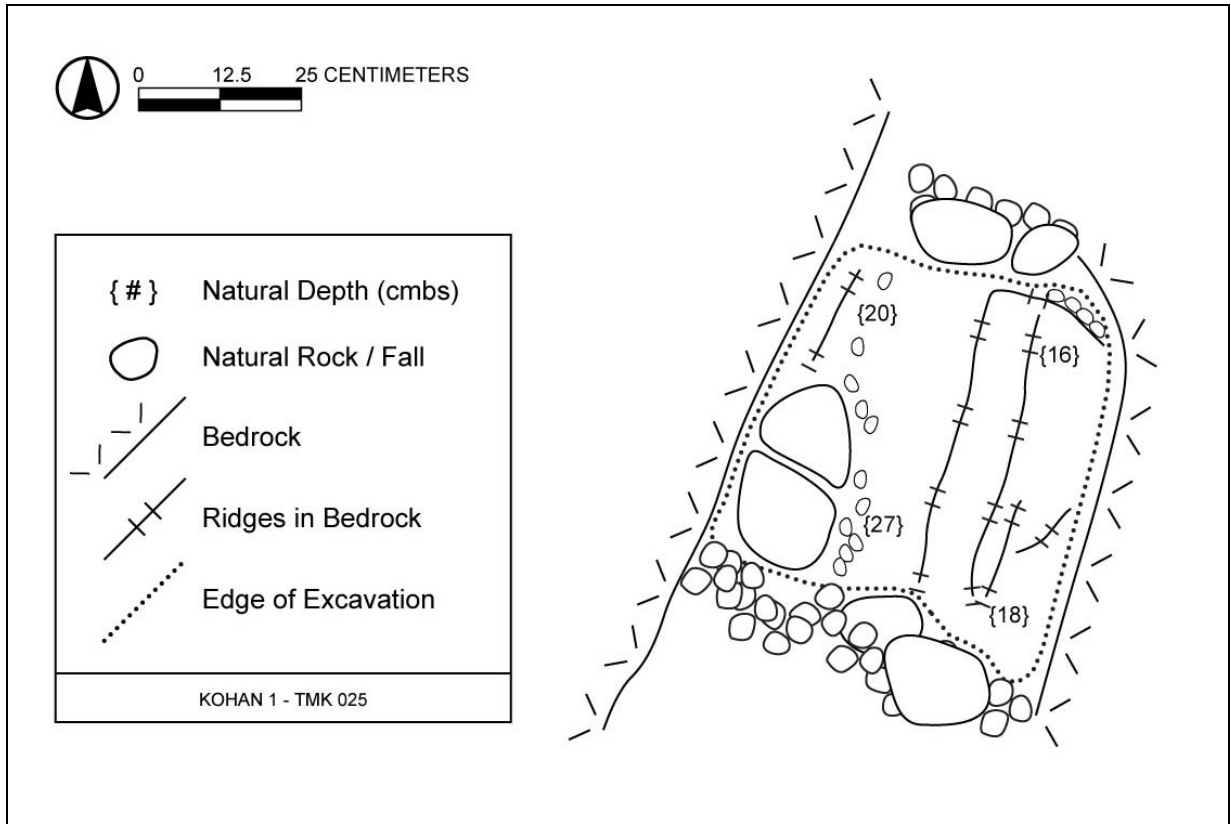 0 12.5 25 CENTIMETERS
{ # } Natural Depth (cmbs)
Natural Rock / Fall
Bedrock
Ridges in Bedrock
Edge of Excavation
KOHAN 1 - TMK 025
{20}
{16}
{27}
{18}